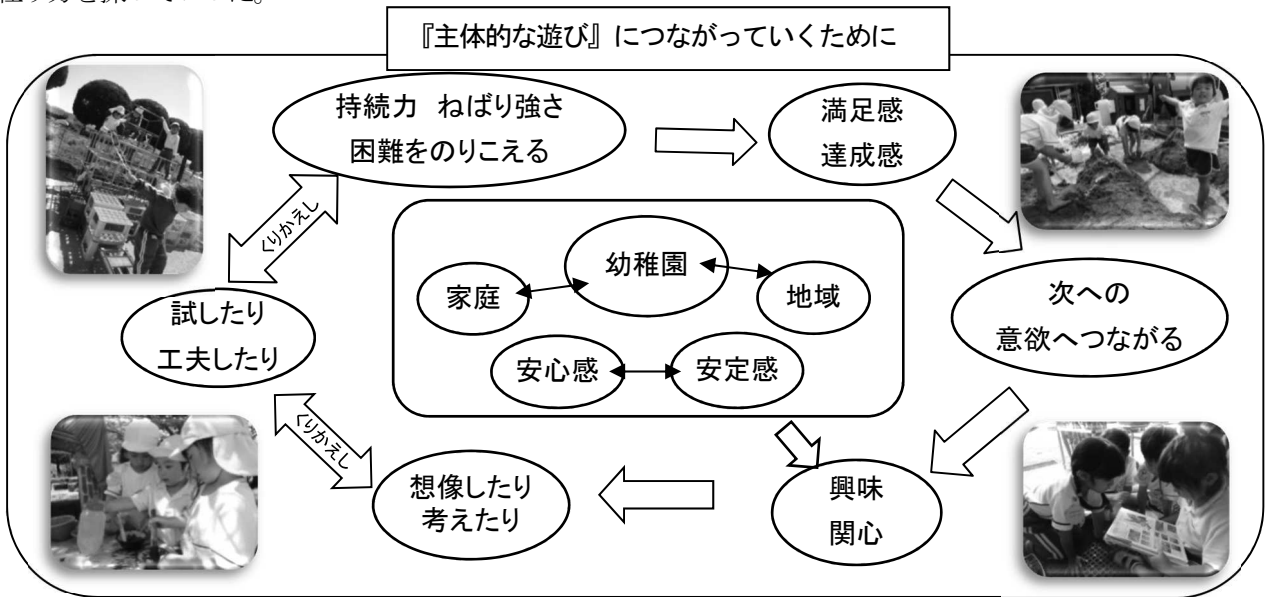 『主体的な遊び』につながっていくために
持続力　ねばり強さ
困難をのりこえる
満足感
達成感
くりかえし
幼稚園
家庭
地域
次への
意欲へつながる
試したり
工夫したり
安心感
安定感
くりかえし
想像したり
考えたり
興味
関心